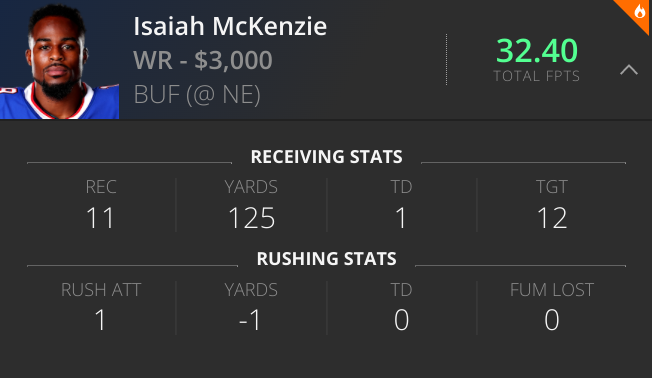 Isaiah McKenzie
WR - $3,000
BUF (@ NE)
32.40
TOTAL FPTS
RECEIVING STATS
REC YARDS TD TGT
11 125 1 12
RUSHING STATS
RUSH ATT YARDS TD FUM LOST
1 -1 0 0